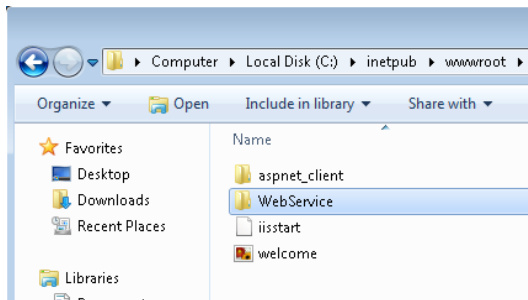 Computer ▸ Local Disk (C:) ▸ inetpub ▸ wwwroot ▸
Organize Open Include in library Share with
Name
Favorites
Desktop
Downloads
Recent Places
Libraries
aspnet_client
WebService
iisstart
welcome